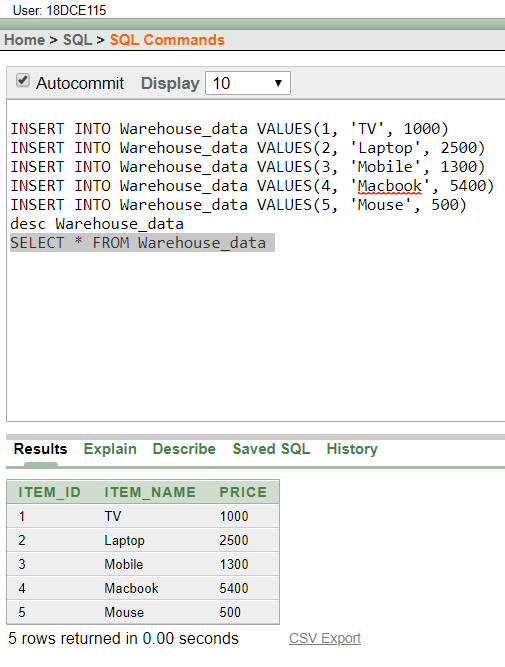 User: 18DCE115
Home > SQL > SQL Commands
Autocommit Display 10
INSERT INTO Warehouse_data VALUES(1, 'TV', 1000)
INSERT INTO Warehouse_data VALUES(2, 'Laptop', 2500)
INSERT INTO Warehouse_data VALUES(3, 'Mobile', 1300)
INSERT INTO Warehouse_data VALUES(4, 'Macbook', 5400)
INSERT INTO Warehouse_data VALUES(5, 'Mouse', 500)
desc Warehouse_data
SELECT * FROM Warehouse_data
Results Explain Describe Saved SQL History
ITEM_ID ITEM_NAME PRICE
1 TV 1000
2 Laptop 2500
3 Mobile 1300
4 Macbook 5400
5 Mouse 500
5 rows returned in 0.00 seconds CSV Export